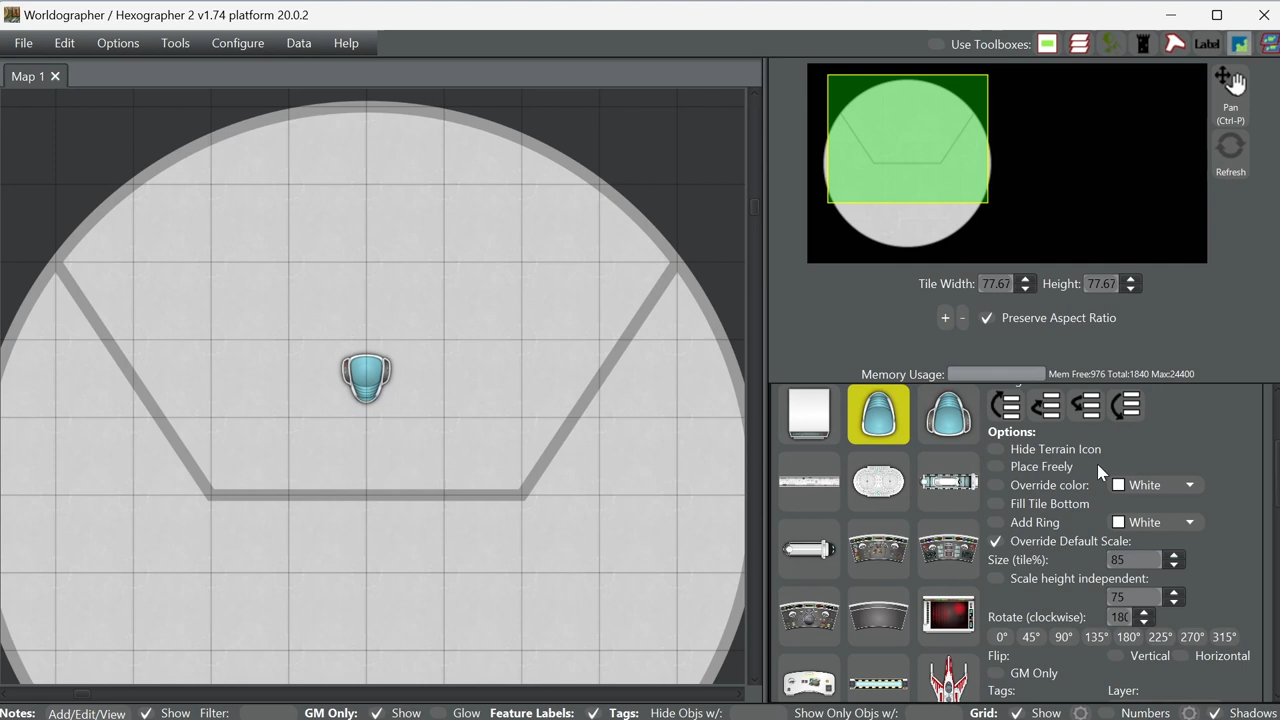 Worldographer / Hexographer 2 v1.74 platform 20.0.2
File Edit Options Tools Configure Data Help
Use Toolboxes: Label
Map 1
Pan
(Ctrl-P)
Refresh
Tile Width: 77.67 Height: 77.67
+ - Preserve Aspect Ratio
Memory Usage: Mem Free:976 Total:1840 Max:24400
Options:
Hide Terrain Icon
Place Freely
Override color: White
Fill Tile Bottom
Add Ring White
Override Default Scale:
Size (tile%): 85
Scale height independent:
75
Rotate (clockwise): 180
0° 45° 90° 135° 180° 225° 270° 315°
Flip: Vertical Horizontal
GM Only
Tags: Layer:
Notes: Add/Edit/View Show Filter: GM Only: Show Glow Feature Labels: Tags: Hide Objs w/: Show Only Objs w/: Grid: Show Numbers Shadows